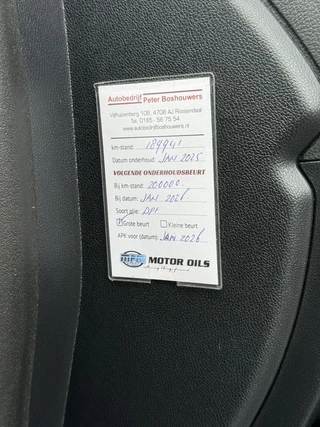 Autobedrijf Peter Boshouwers
Vijfhuizenberg 109, 4708 AJ Roosendaal
Tel. 0165 - 56 75 54
www.autobedrijfboshouwers.nl
km-stand: 189941
Datum onderhoud: JAN 2025
VOLGENDE ONDERHOUDSBEURT
Bij km-stand: 200000.
Bij datum: JAN 2026
Soort olie:
Grote beurt Kleine beurt
APK voor (datum): JAN 2026
MOTOR OILS